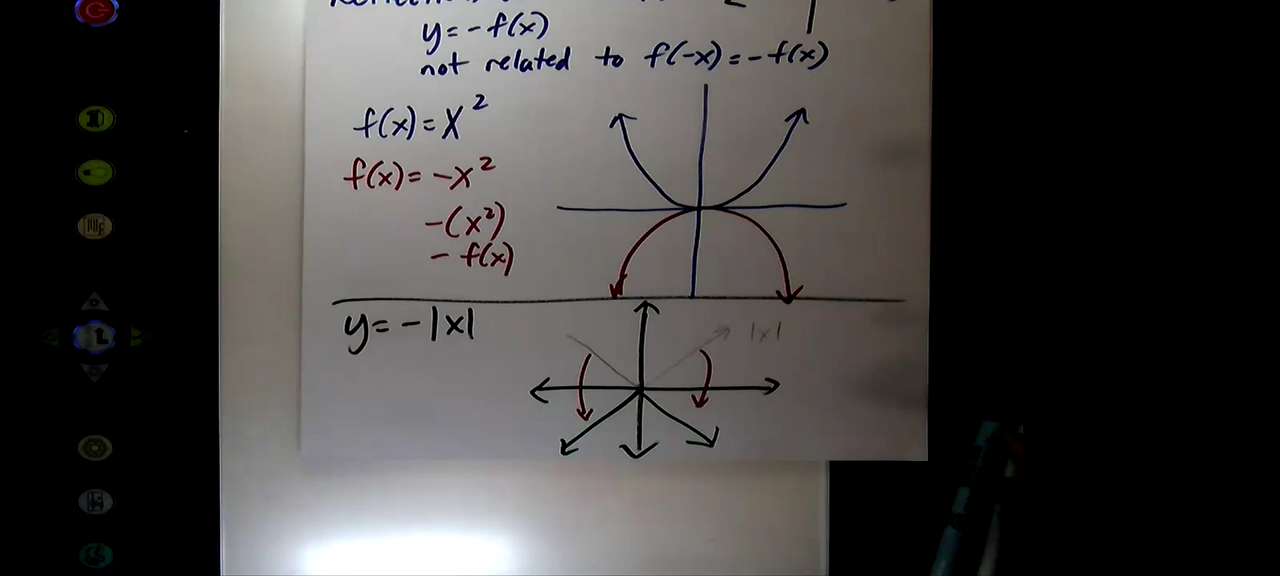 y = -f(x)
not related to f(-x) = -f(x)
f(x) = x²
f(x) = -x²
-(x²)
- f(x)
y = -|x|
|x|